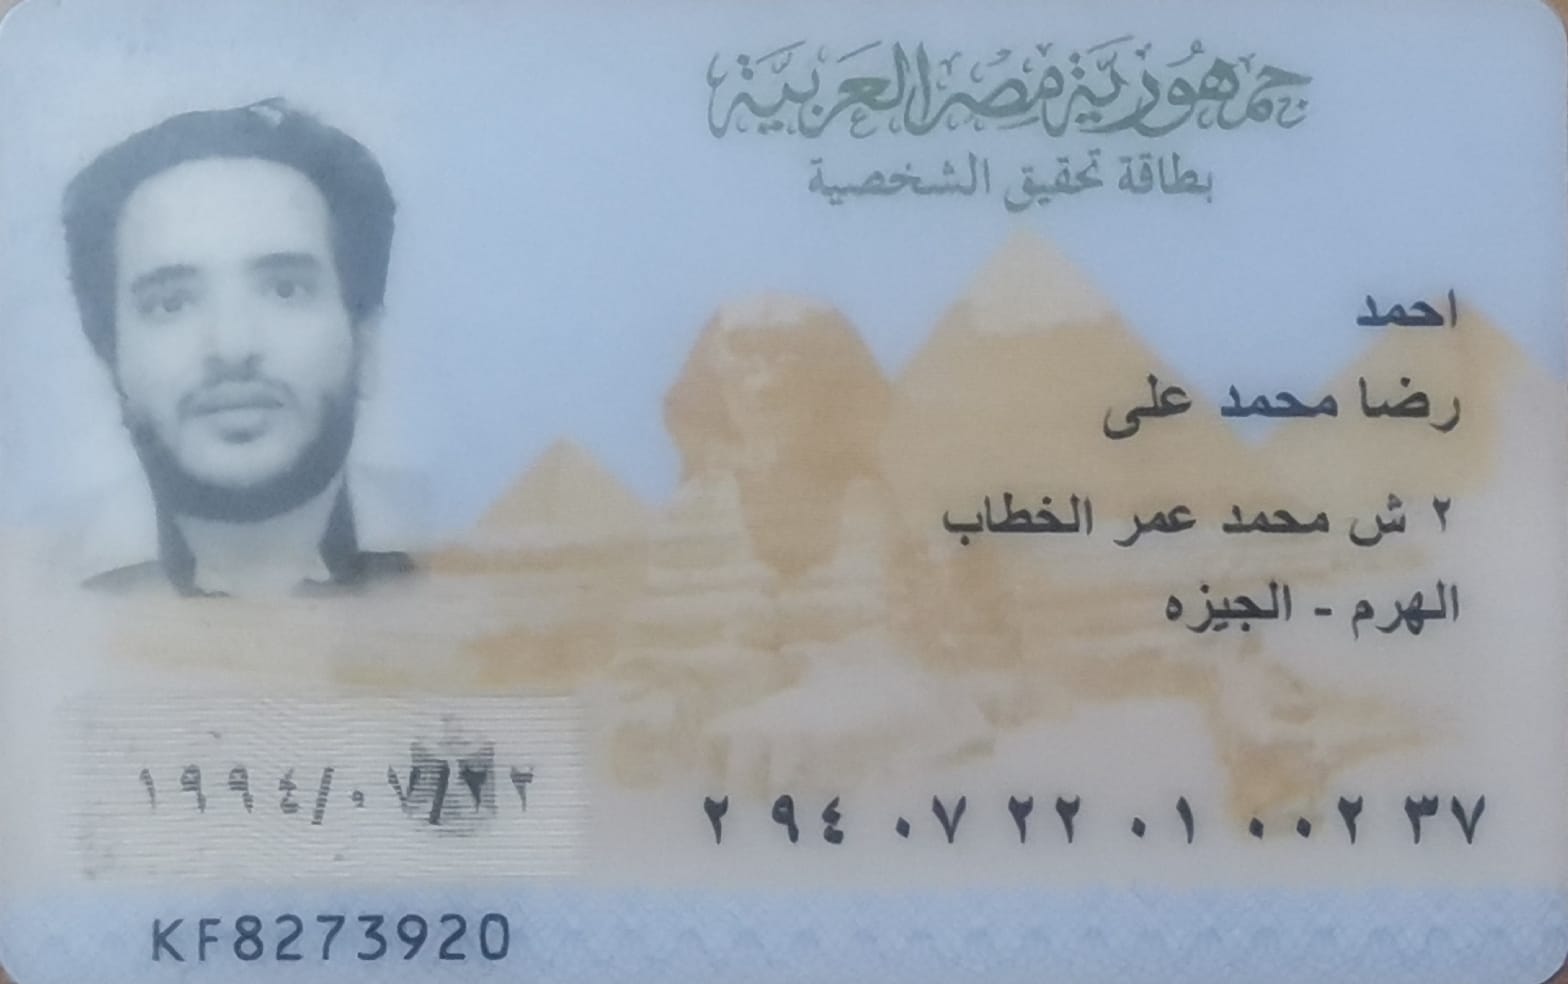 جمهورية مصر العربية
بطاقة تحقيق الشخصية
احمد
رضا محمد على
٢ ش محمد عمر الخطاب
الهرم - الجيزه
٢ ٩٤ ٠٧ ٢٢ ٠١ ٠٠٢ ٣٧
١٩٩٤/٠٧/٢٢
KF8273920